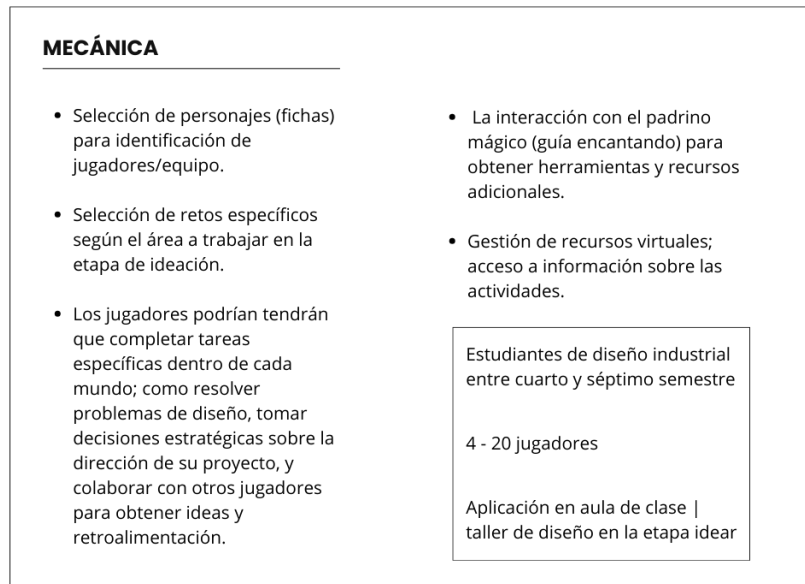 MECÁNICA
• Selección de personajes (fichas)
para identificación de
jugadores/equipo.
• Selección de retos específicos
según el área a trabajar en la
etapa de ideación.
• Los jugadores podrían tendrán
que completar tareas
específicas dentro de cada
mundo; como resolver
problemas de diseño, tomar
decisiones estratégicas sobre la
dirección de su proyecto, y
colaborar con otros jugadores
para obtener ideas y
retroalimentación.
• La interacción con el padrino
mágico (guía encantando) para
obtener herramientas y recursos
adicionales.
• Gestión de recursos virtuales;
acceso a información sobre las
actividades.
Estudiantes de diseño industrial
entre cuarto y séptimo semestre
4 - 20 jugadores
Aplicación en aula de clase |
taller de diseño en la etapa idear